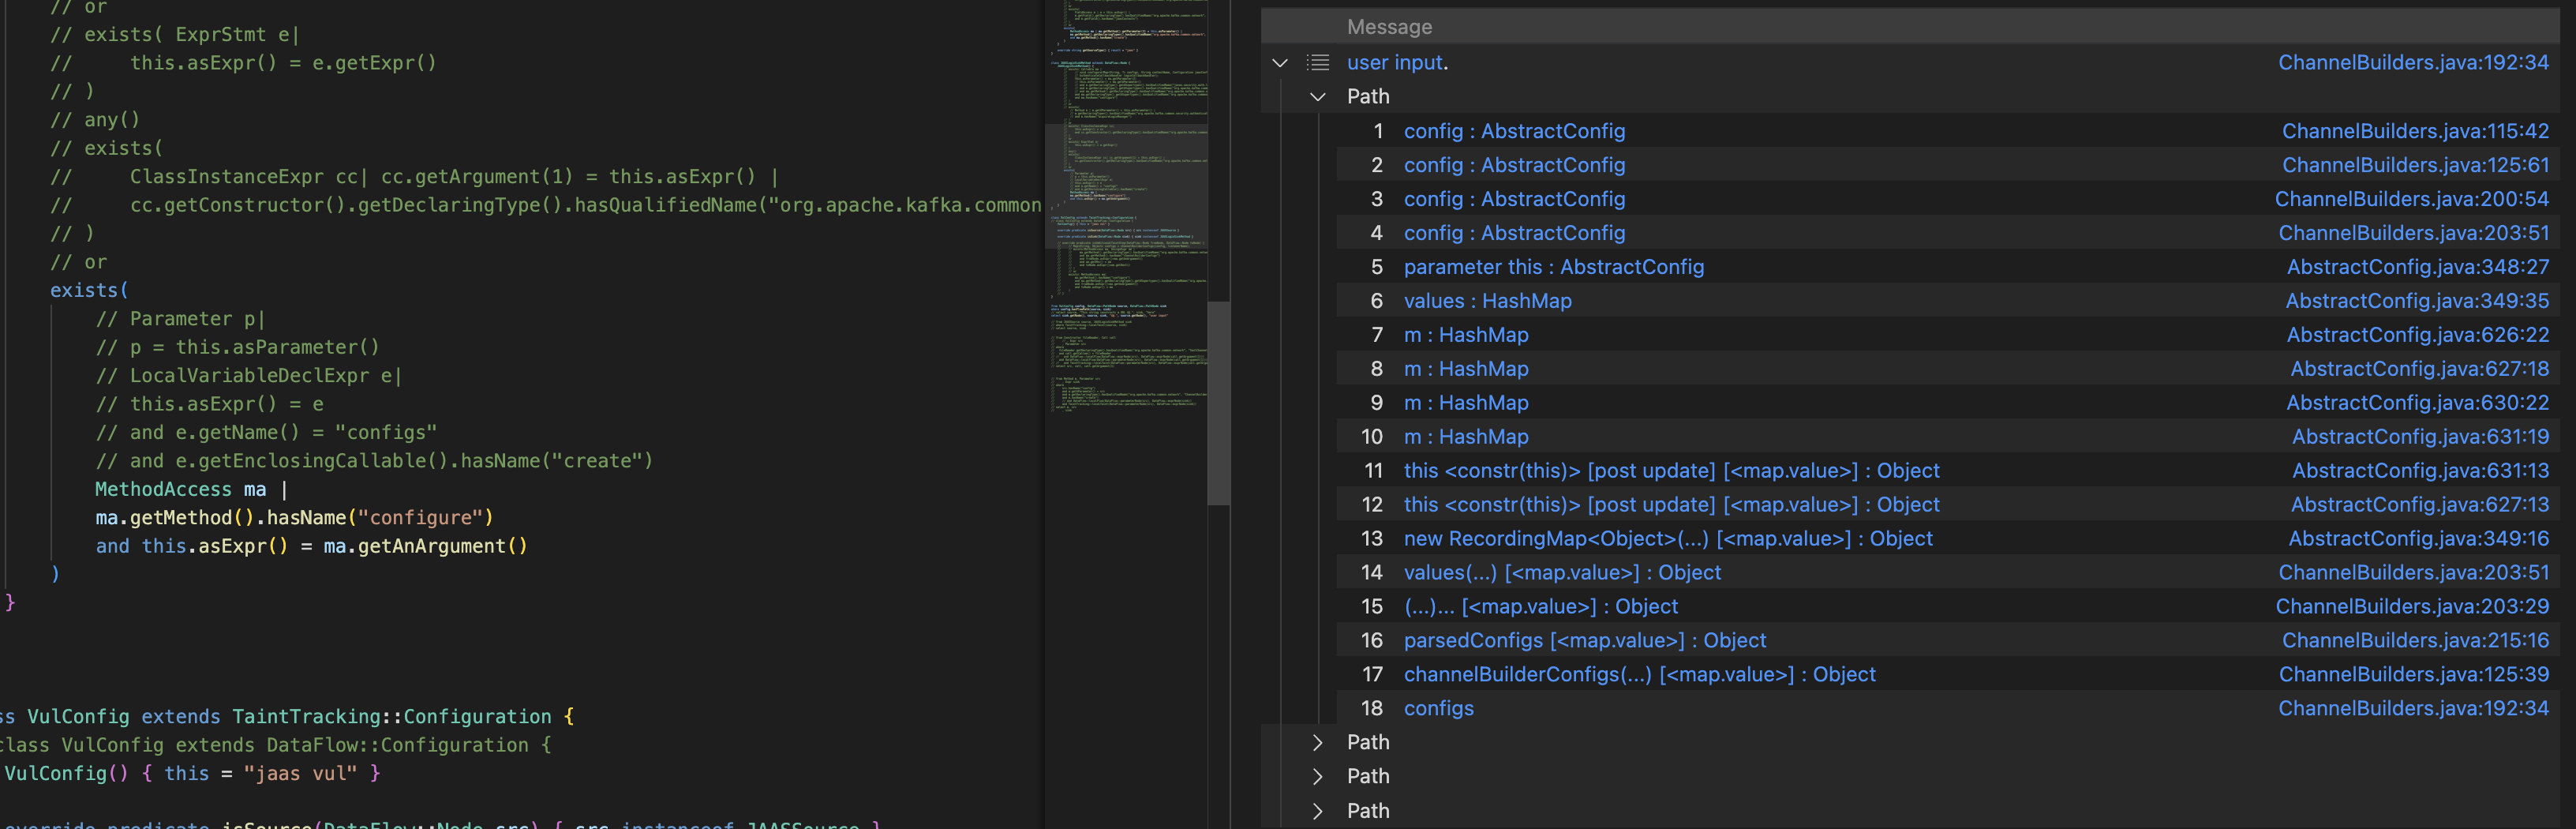 // or
// exists( ExprStmt e|
//     this.asExpr() = e.getExpr()
// )
// any()
// exists(
//     ClassInstanceExpr cc| cc.getArgument(1) = this.asExpr() |
//     cc.getConstructor().getDeclaringType().hasQualifiedName("org.apache.kafka.common
// )
// or
exists(
// Parameter p|
// p = this.asParameter()
// LocalVariableDeclExpr e|
// this.asExpr() = e
// and e.getName() = "configs"
// and e.getEnclosingCallable().hasName("create")
MethodAccess ma |
ma.getMethod().hasName("configure")
and this.asExpr() = ma.getAnArgument()
)
}
ss VulConfig extends TaintTracking::Configuration {
class VulConfig extends DataFlow::Configuration {
VulConfig() { this = "jaas vul" }
override predicate isSource(DataFlow::Node src) { src instanceof JAASSource }
Message
user input. ChannelBuilders.java:192:34
Path
1 config : AbstractConfig ChannelBuilders.java:115:42
2 config : AbstractConfig ChannelBuilders.java:125:61
3 config : AbstractConfig ChannelBuilders.java:200:54
4 config : AbstractConfig ChannelBuilders.java:203:51
5 parameter this : AbstractConfig AbstractConfig.java:348:27
6 values : HashMap AbstractConfig.java:349:35
7 m : HashMap AbstractConfig.java:626:22
8 m : HashMap AbstractConfig.java:627:18
9 m : HashMap AbstractConfig.java:630:22
10 m : HashMap AbstractConfig.java:631:19
11 this <constr(this)> [post update] [<map.value>] : Object AbstractConfig.java:631:13
12 this <constr(this)> [post update] [<map.value>] : Object AbstractConfig.java:627:13
13 new RecordingMap<Object>(...) [<map.value>] : Object AbstractConfig.java:349:16
14 values(...) [<map.value>] : Object ChannelBuilders.java:203:51
15 (...)... [<map.value>] : Object ChannelBuilders.java:203:29
16 parsedConfigs [<map.value>] : Object ChannelBuilders.java:215:16
17 channelBuilderConfigs(...) [<map.value>] : Object ChannelBuilders.java:125:39
18 configs ChannelBuilders.java:192:34
Path
Path
Path